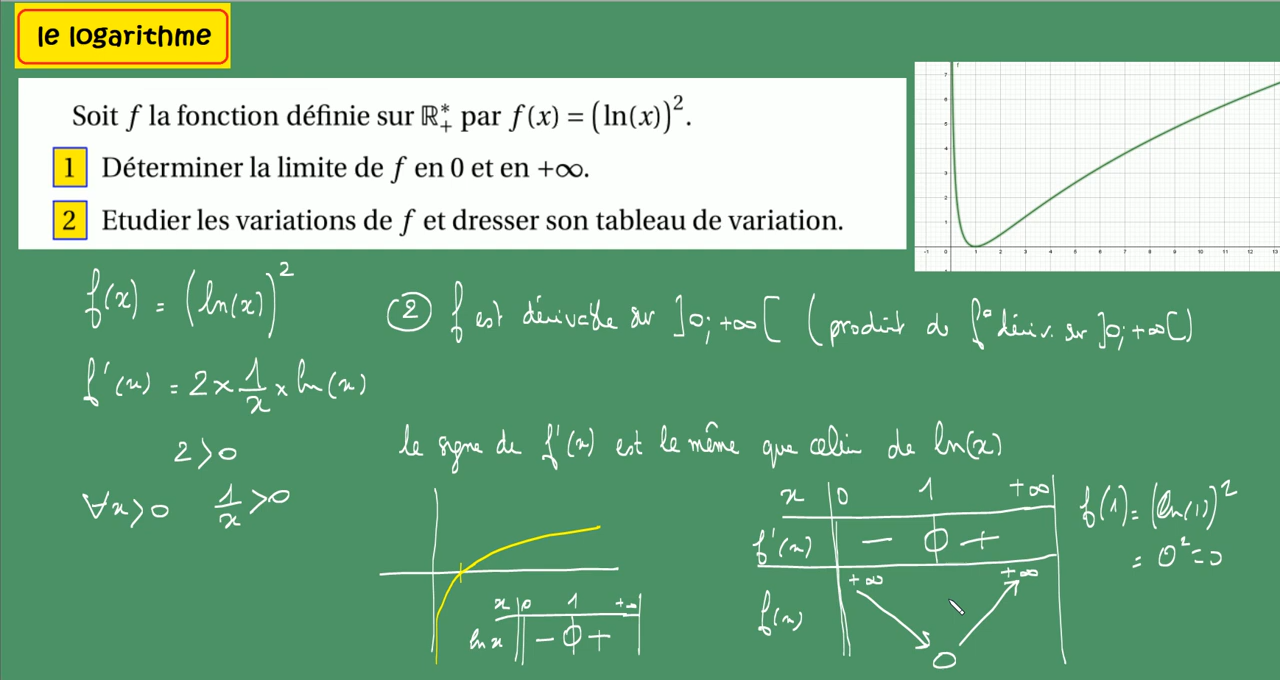 le logarithme
Soit f la fonction définie sur ℝ₊* par f(x) = (ln(x))².
1 Déterminer la limite de f en 0 et en +∞.
2 Etudier les variations de f et dresser son tableau de variation.
f(x) = (ln(x))²
f'(x) = 2 × 1/x × ln(x)
2 > 0
∀x > 0 1/x > 0
② f est dérivable sur ]0; +∞[ (produit de f° dériv. sur ]0; +∞[)
le signe de f'(x) est le même que celui de ln(x)
x 0 1 +∞
ln x || − 0 +
x 0 1 +∞
f'(x) − 0 +
f(x) +∞ 0 +∞
f(1) = (ln(1))²
= 0² = 0